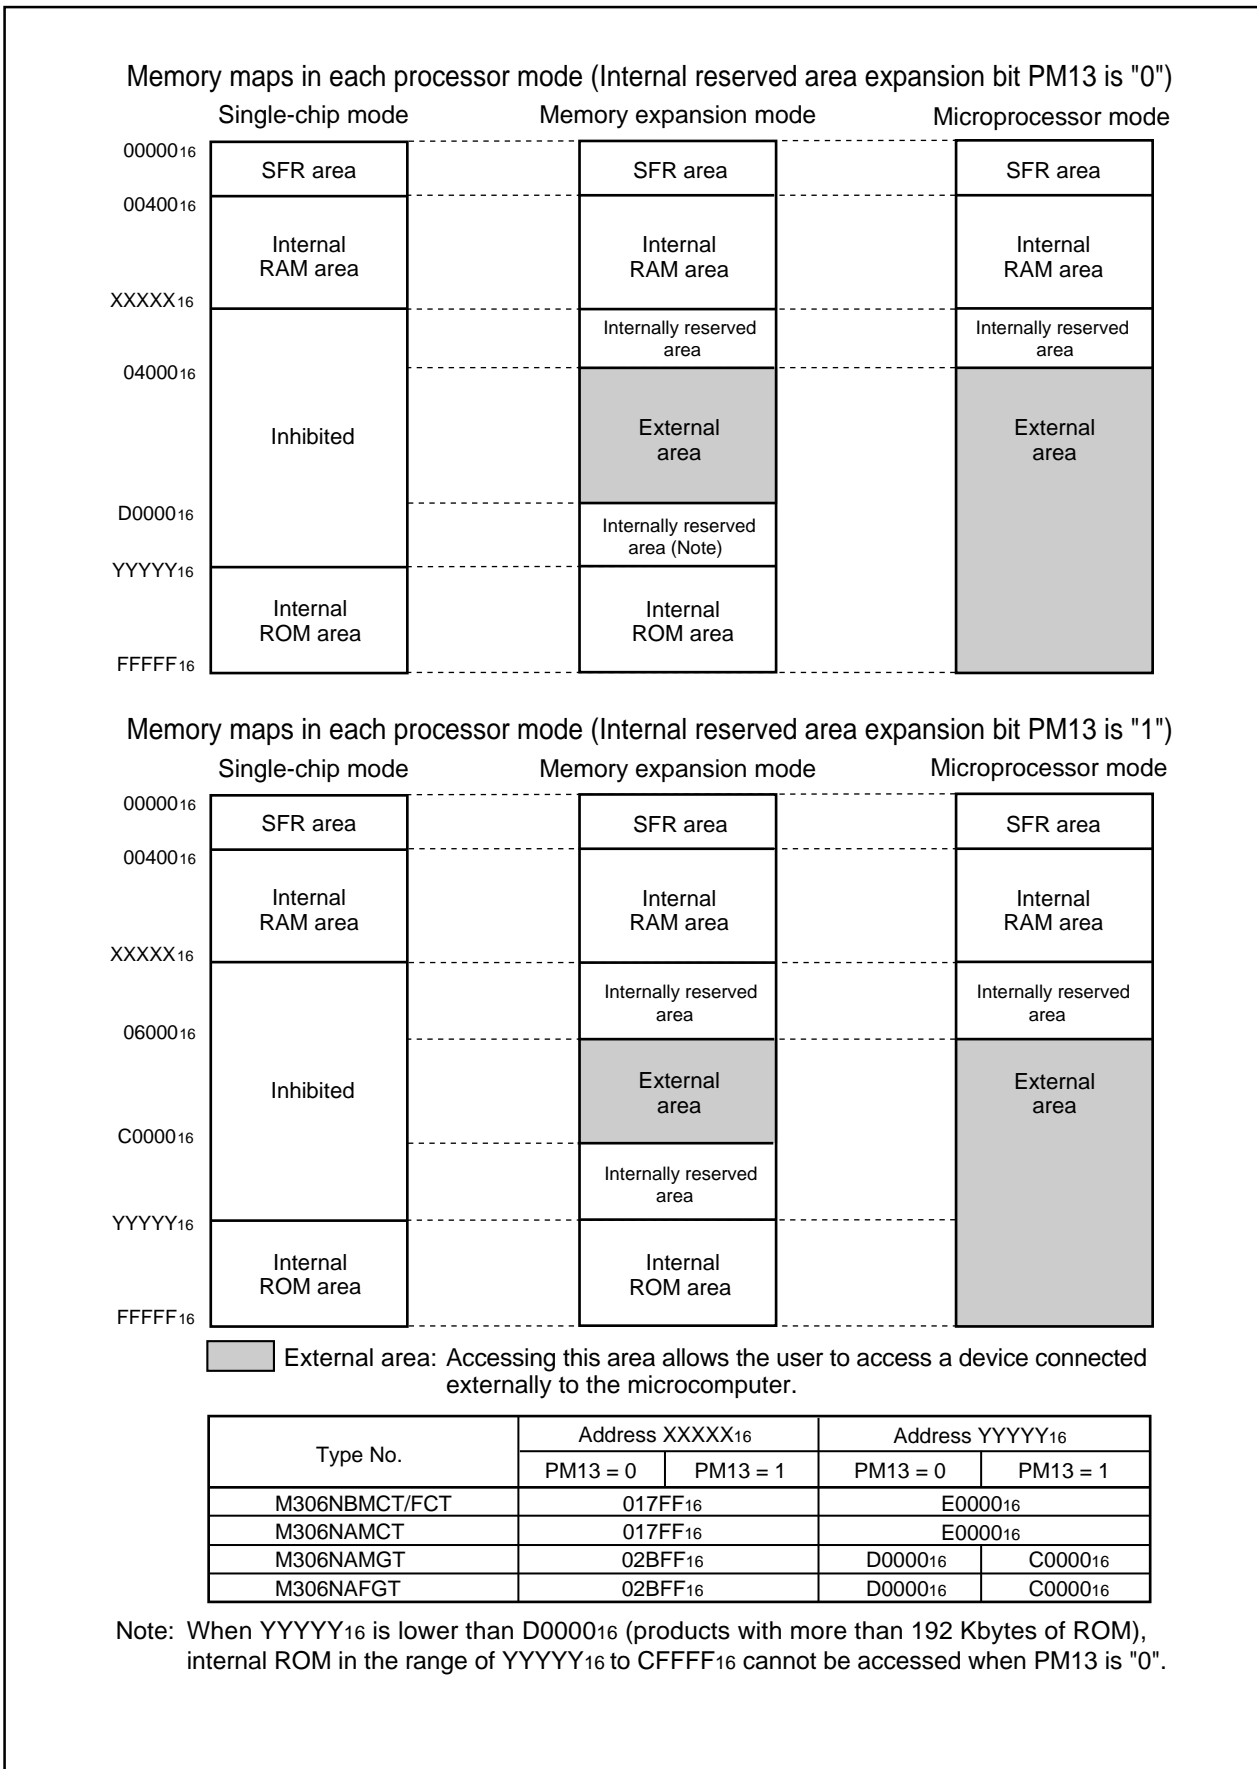 Memory maps in each processor mode (Internal reserved area expansion bit PM13 is "0")
Single-chip mode
Memory expansion mode
Microprocessor mode
0000016
SFR area
SFR area
SFR area
0040016
Internal
RAM area
Internal
RAM area
Internal
RAM area
XXXXX16
Internally reserved
area
Internally reserved
area
0400016
Inhibited
External
area
External
area
D000016
Internally reserved
area (Note)
YYYYY16
Internal
ROM area
Internal
ROM area
FFFFF16
Memory maps in each processor mode (Internal reserved area expansion bit PM13 is "1")
Single-chip mode
Memory expansion mode
Microprocessor mode
0000016
SFR area
SFR area
SFR area
0040016
Internal
RAM area
Internal
RAM area
Internal
RAM area
XXXXX16
Internally reserved
area
Internally reserved
area
0600016
Inhibited
External
area
External
area
C000016
Internally reserved
area
YYYYY16
Internal
ROM area
Internal
ROM area
FFFFF16
External area: Accessing this area allows the user to access a device connected
externally to the microcomputer.
Type No. Address XXXXX16 Address YYYYY16
PM13 = 0 PM13 = 1 PM13 = 0 PM13 = 1
M306NBMCT/FCT 017FF16 E000016
M306NAMCT 017FF16 E000016
M306NAMGT 02BFF16 D000016 C000016
M306NAFGT 02BFF16 D000016 C000016
Note: When YYYYY16 is lower than D000016 (products with more than 192 Kbytes of ROM),
internal ROM in the range of YYYYY16 to CFFFF16 cannot be accessed when PM13 is "0".